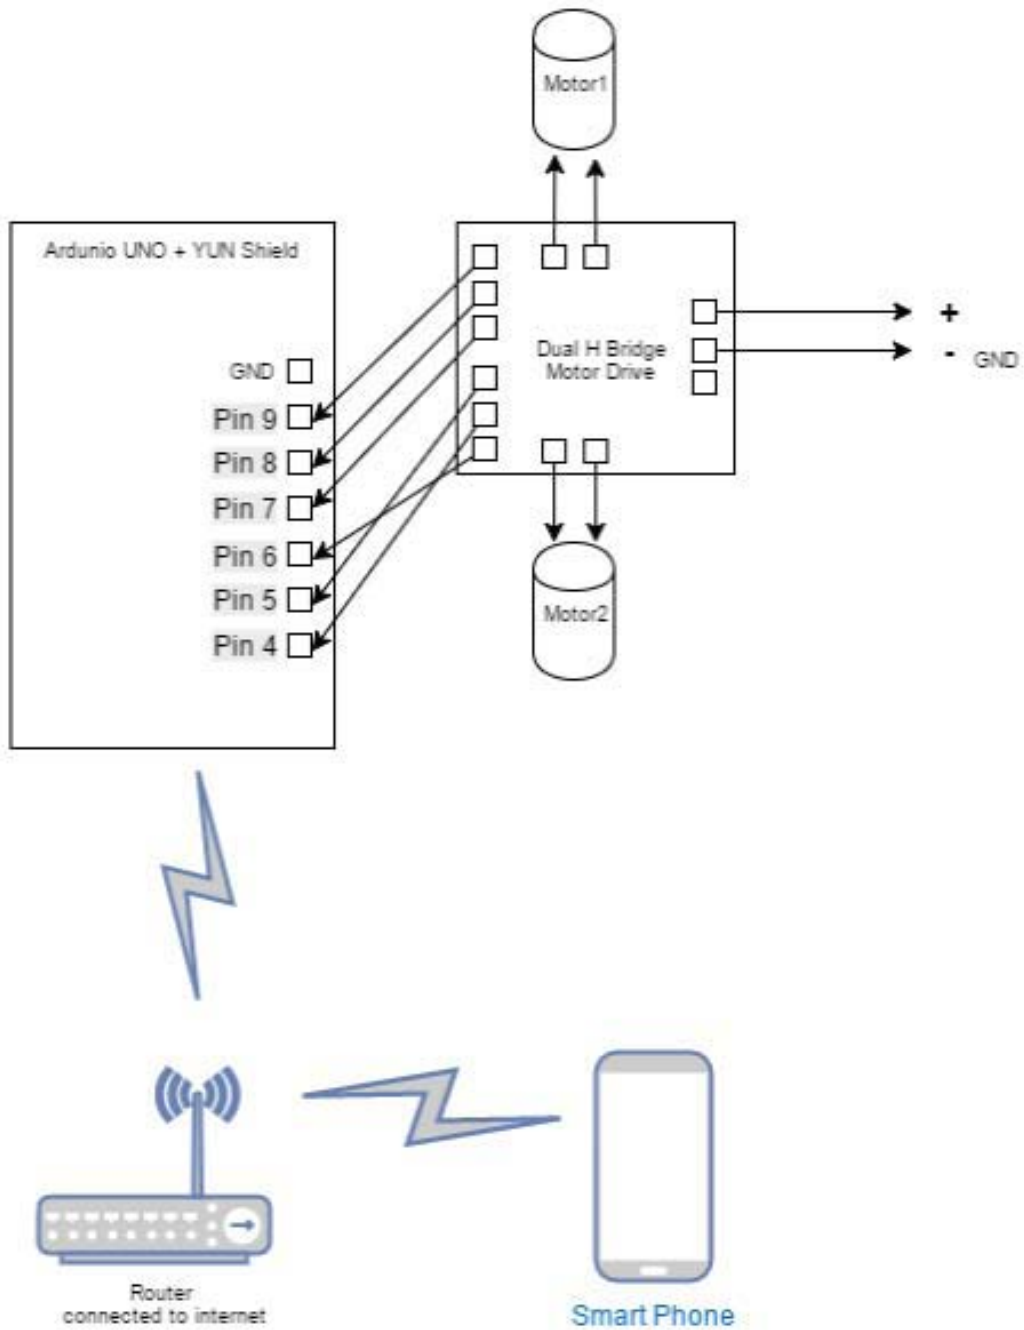 Motor1
Ardunio UNO + YUN Shield
GND
Pin 9
Pin 8
Pin 7
Pin 6
Pin 5
Pin 4
Dual H Bridge
Motor Drive
+
- GND
Motor2
Router
connected to internet
Smart Phone